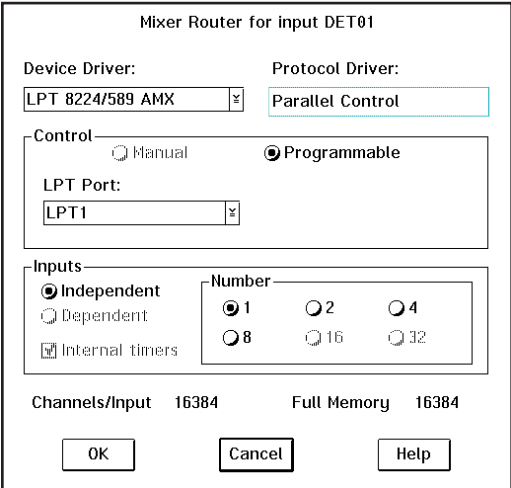 Mixer Router for input DET01
Device Driver: Protocol Driver:
LPT 8224/589 AMX Parallel Control
Control
Manual Programmable
LPT Port:
LPT1
Inputs
Independent
Dependent
Internal timers
Number
1 2 4
8 16 32
Channels/Input 16384 Full Memory 16384
OK Cancel Help